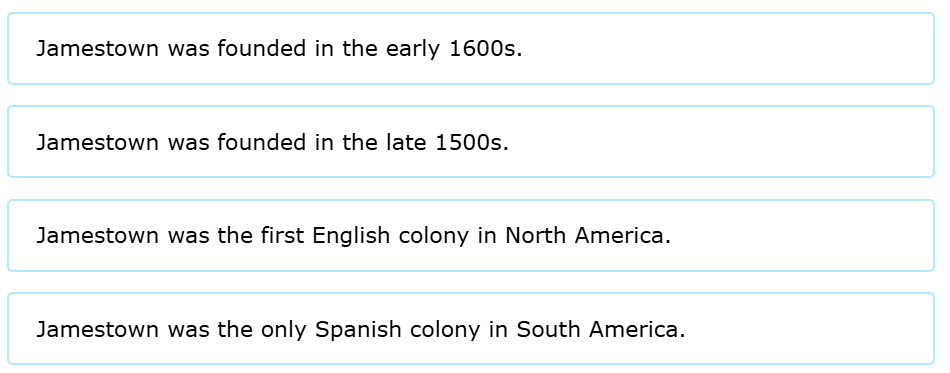 Jamestown was founded in the early 1600s.
Jamestown was founded in the late 1500s.
Jamestown was the first English colony in North America.
Jamestown was the only Spanish colony in South America.